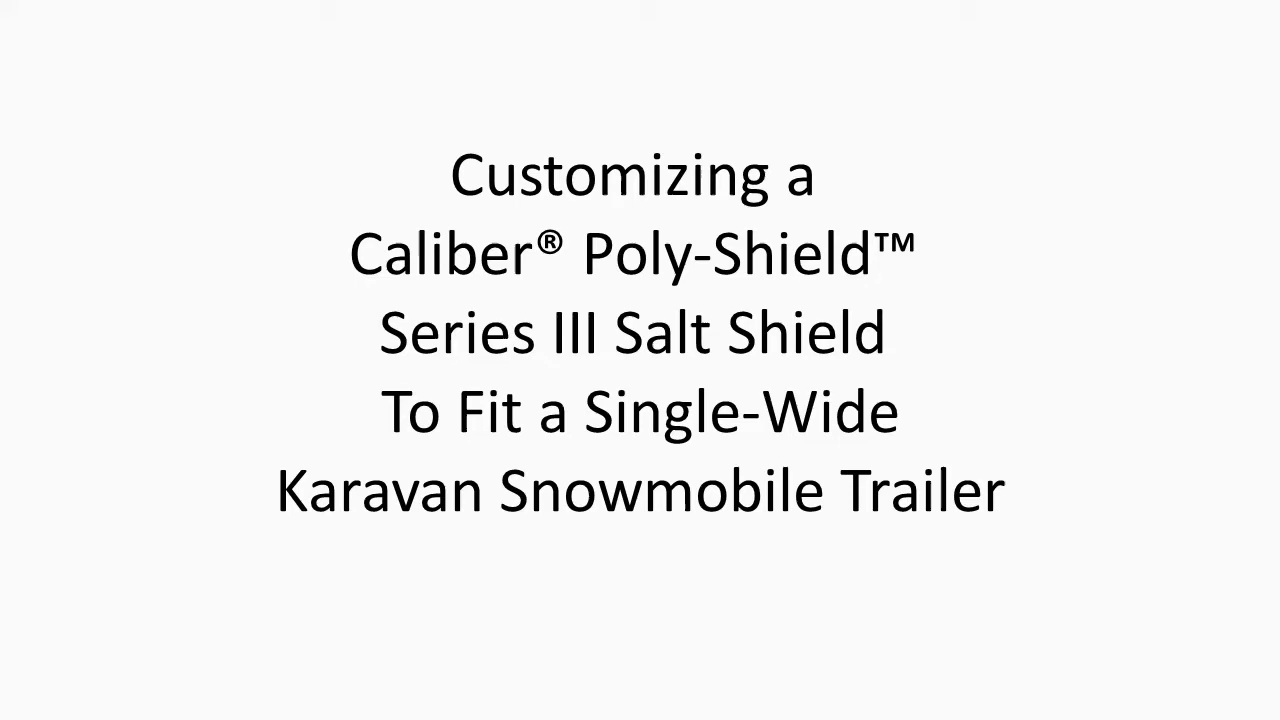 Customizing a
Caliber® Poly-Shield™
Series III Salt Shield
To Fit a Single-Wide
Karavan Snowmobile Trailer